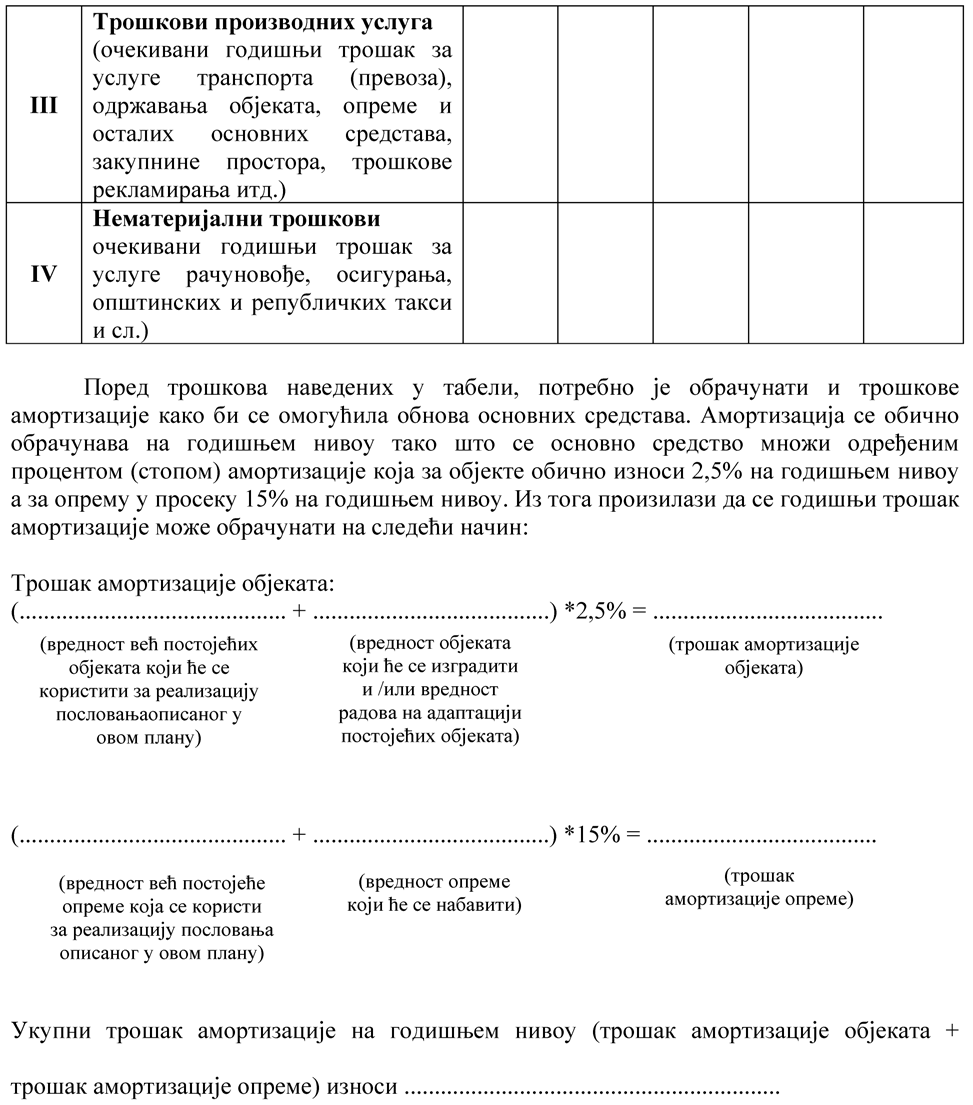 III
Трошкови производних услуга
(очекивани годишњи трошак за
услуге транспорта (превоза),
одржавања објеката, опреме и
осталих основних средстава,
закупнине простора, трошкове
рекламирања итд.)
IV
Нематеријални трошкови
очекивани годишњи трошак за
услуге рачуновође, осигурања,
општинских и републичких такси
и сл.)
Поред трошкова наведених у табели, потребно је обрачунати и трошкове
амортизације како би се омогућила обнова основних средстава. Амортизација се обично
обрачунава на годишњем нивоу тако што се основно средство множи одређеним
процентом (стопом) амортизације која за објекте обично износи 2,5% на годишњем нивоу
а за опрему у просеку 15% на годишњем нивоу. Из тога произилази да се годишњи трошак
амортизације може обрачунати на следећи начин:
Трошак амортизације објеката:
(............................................ + .......................................) *2,5% = ......................................
(вредност већ постојећих
објеката који ће се
користити за реализацију
пословањаописаног у
овом плану)
(вредност објеката
који ће се изградити
и /или вредност
радова на адаптацији
постојећих објеката)
(трошак амортизације
објеката)
(............................................ + .......................................) *15% = ......................................
(вредност већ постојеће
опреме која се користи
за реализацију пословања
описаног у овом плану)
(вредност опреме
који ће се набавити)
(трошак
амортизације опреме)
Укупни трошак амортизације на годишњем нивоу (трошак амортизације објеката +
трошак амортизације опреме) износи ..............................................................